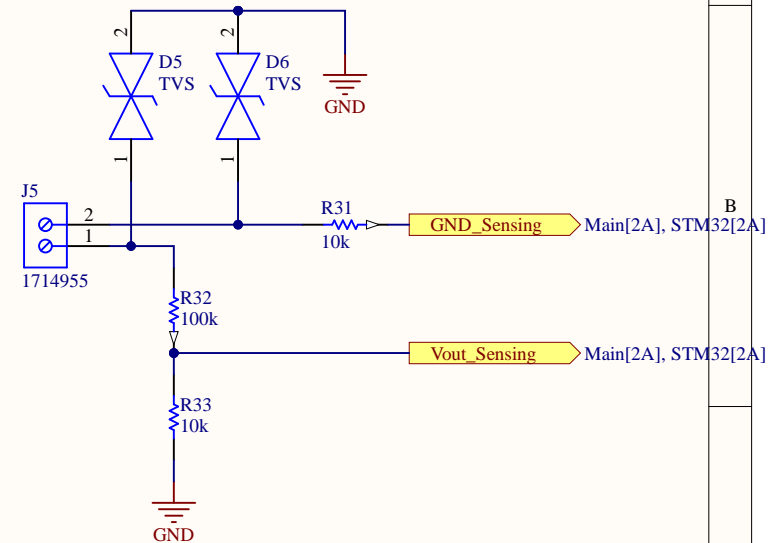 2
2
D5
TVS
D6
TVS
GND
1
1
J5
2
1
1714955
R31
10k
GND_Sensing
Main[2A], STM32[2A]
B
R32
100k
Vout_Sensing
Main[2A], STM32[2A]
R33
10k
GND